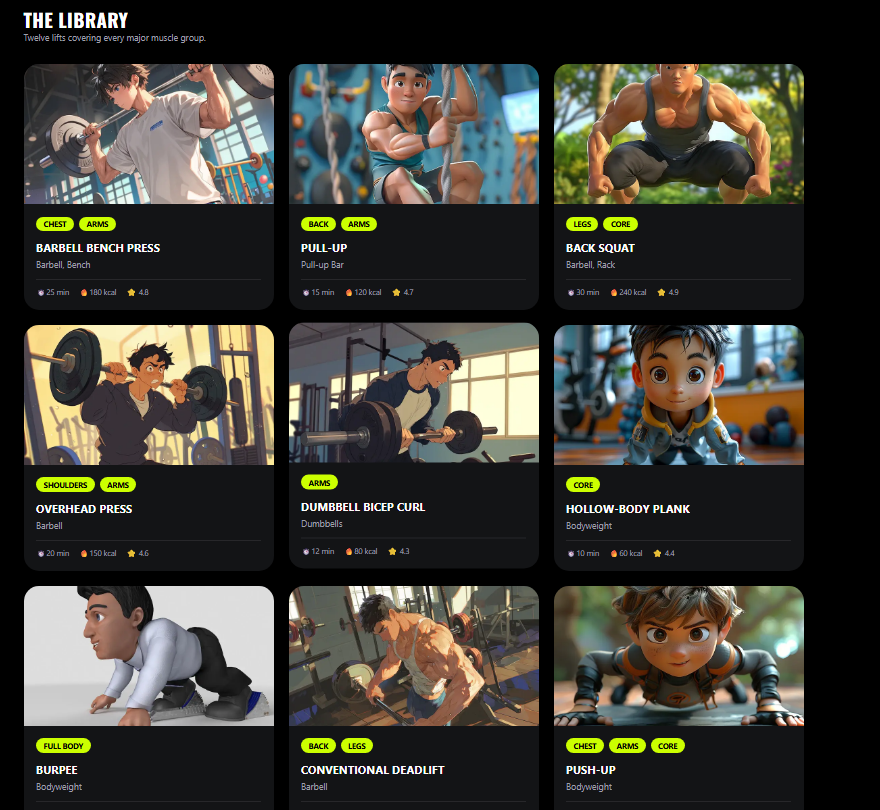 THE LIBRARY
Twelve lifts covering every major muscle group.
CHEST ARMS
BARBELL BENCH PRESS
Barbell, Bench
25 min 180 kcal 4.8
BACK ARMS
PULL-UP
Pull-up Bar
15 min 120 kcal 4.7
LEGS CORE
BACK SQUAT
Barbell, Rack
30 min 240 kcal 4.9
SHOULDERS ARMS
OVERHEAD PRESS
Barbell
20 min 150 kcal 4.6
ARMS
DUMBBELL BICEP CURL
Dumbbells
12 min 80 kcal 4.3
CORE
HOLLOW-BODY PLANK
Bodyweight
10 min 60 kcal 4.4
FULL BODY
BURPEE
Bodyweight
BACK LEGS
CONVENTIONAL DEADLIFT
Barbell
CHEST ARMS CORE
PUSH-UP
Bodyweight